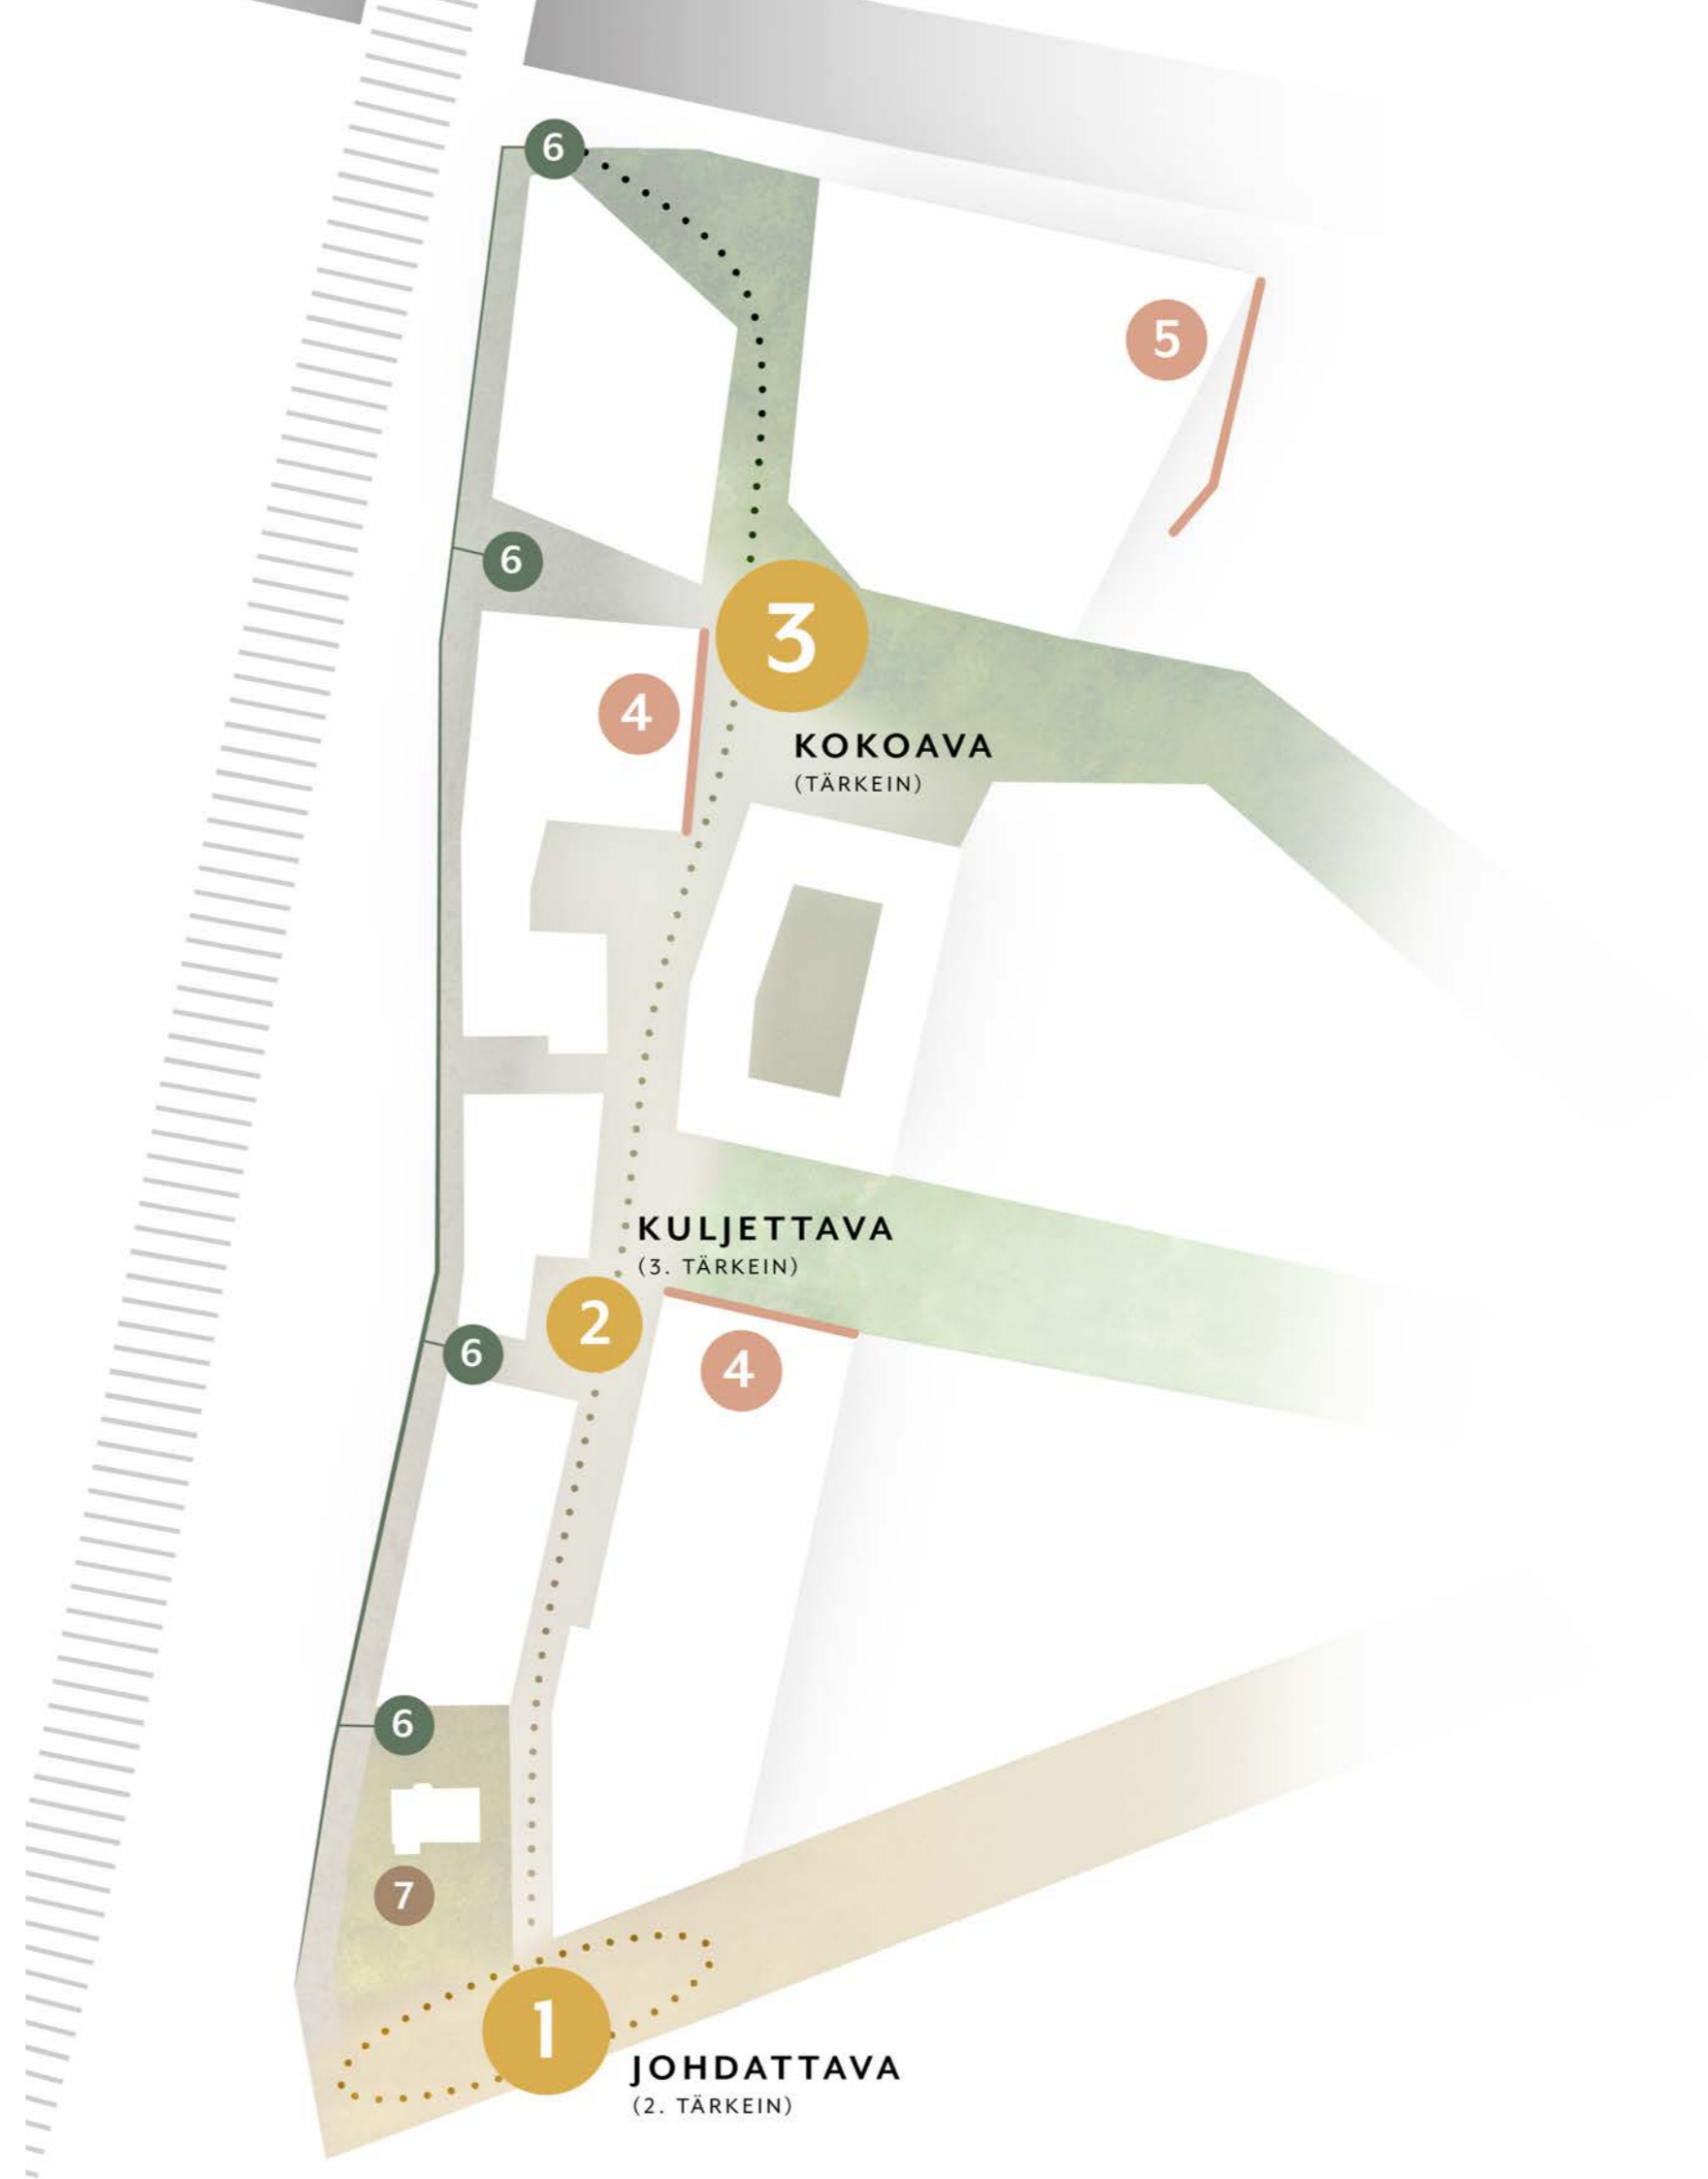 6
5
6
3
4
KOKOAVA
(TÄRKEIN)
KULJETTAVA
(3. TÄRKEIN)
2
6
4
6
7
1
JOHDATTAVA
(2. TÄRKEIN)